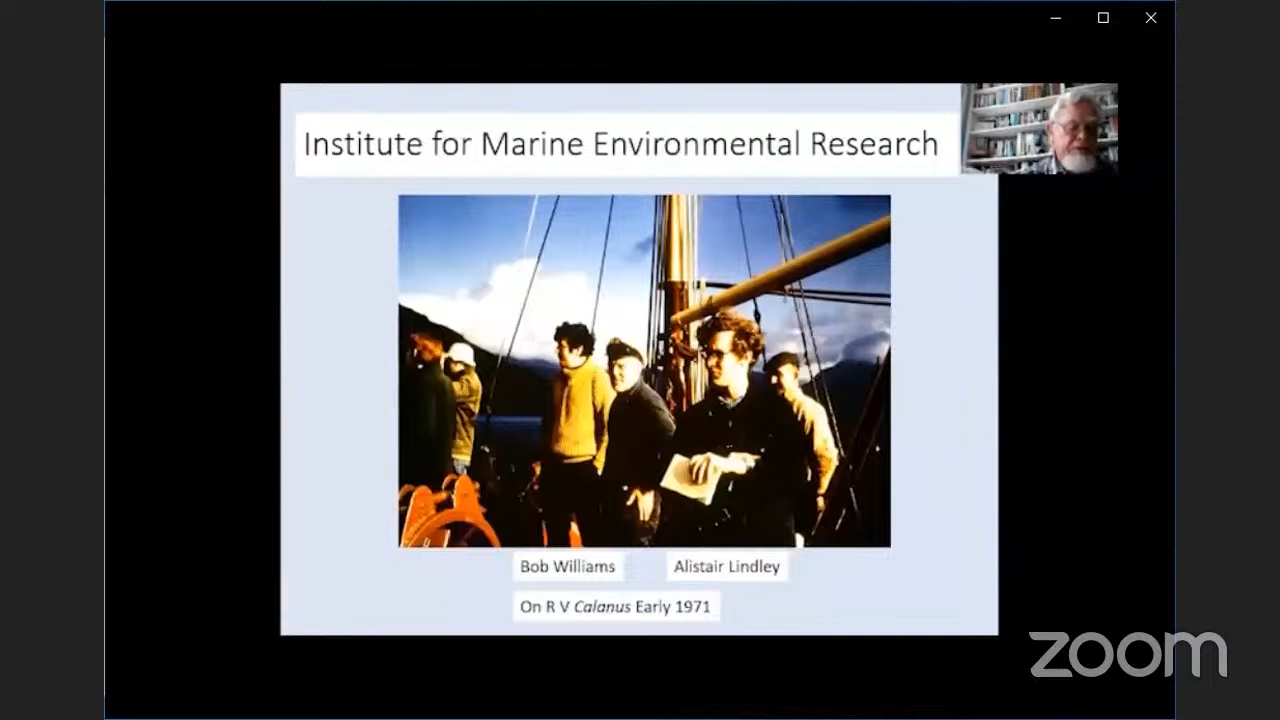 Institute for Marine Environmental Research
Bob Williams
Alistair Lindley
On R V Calanus Early 1971
zoom